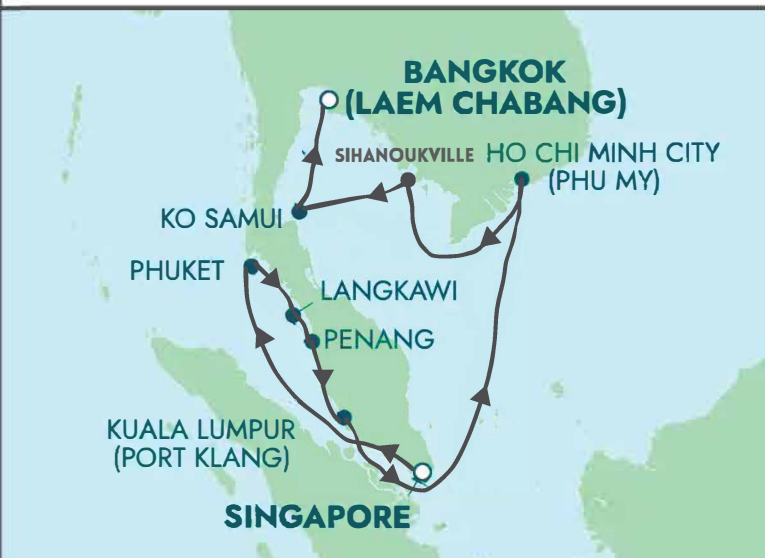 BANGKOK
(LAEM CHABANG)
SIHANOUKVILLE
HO CHI MINH CITY
(PHU MY)
KO SAMUI
PHUKET
LANGKAWI
PENANG
KUALA LUMPUR
(PORT KLANG)
SINGAPORE